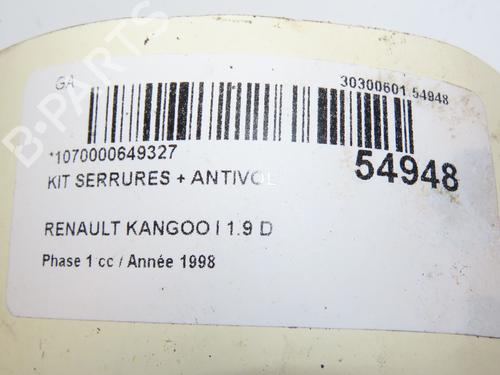 GA
30300601.54948
*1070000649327
54948
KIT SERRURES + ANTIVOL
RENAULT KANGOO I 1.9 D
Phase 1 cc / Année 1998
B-PARTS